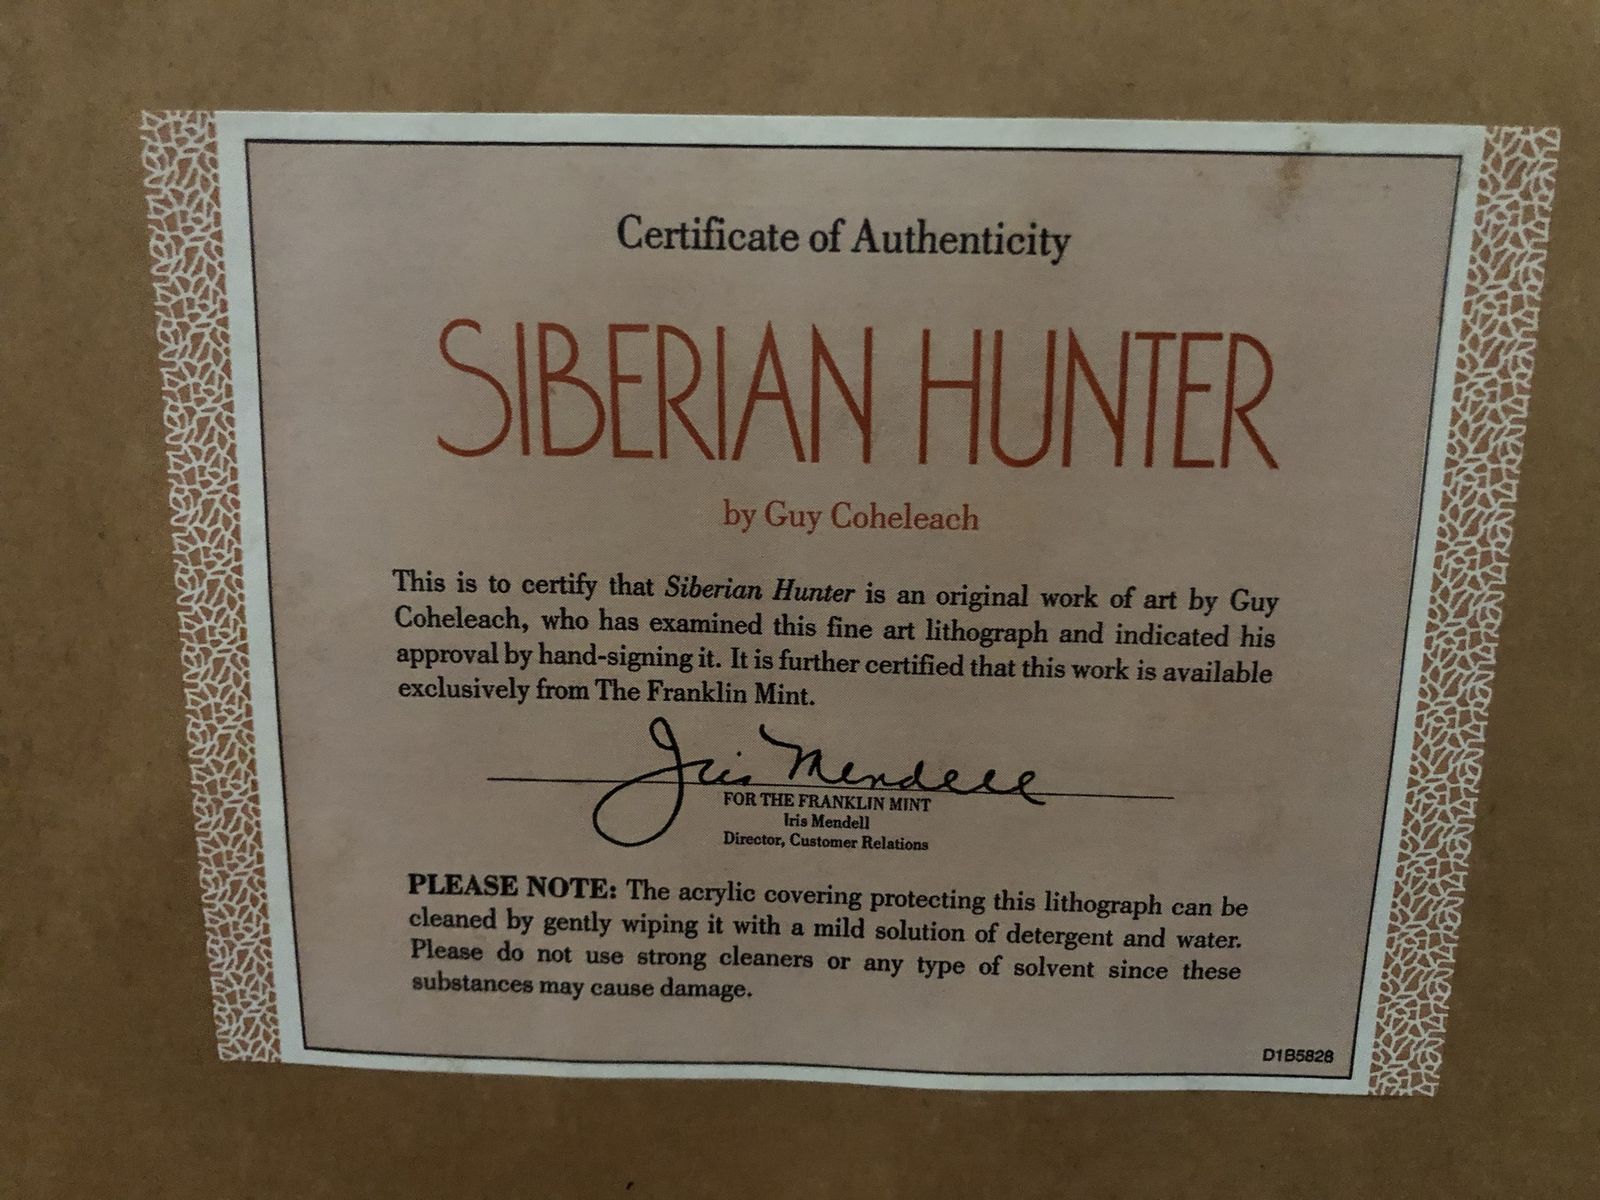 Certificate of Authenticity
SIBERIAN HUNTER
by Guy Coheleach
This is to certify that Siberian Hunter is an original work of art by Guy
Coheleach, who has examined this fine art lithograph and indicated his
approval by hand-signing it. It is further certified that this work is available
exclusively from The Franklin Mint.
Iris Mendell
FOR THE FRANKLIN MINT
Iris Mendell
Director, Customer Relations
PLEASE NOTE: The acrylic covering protecting this lithograph can be
cleaned by gently wiping it with a mild solution of detergent and water.
Please do not use strong cleaners or any type of solvent since these
substances may cause damage.
D1B5828